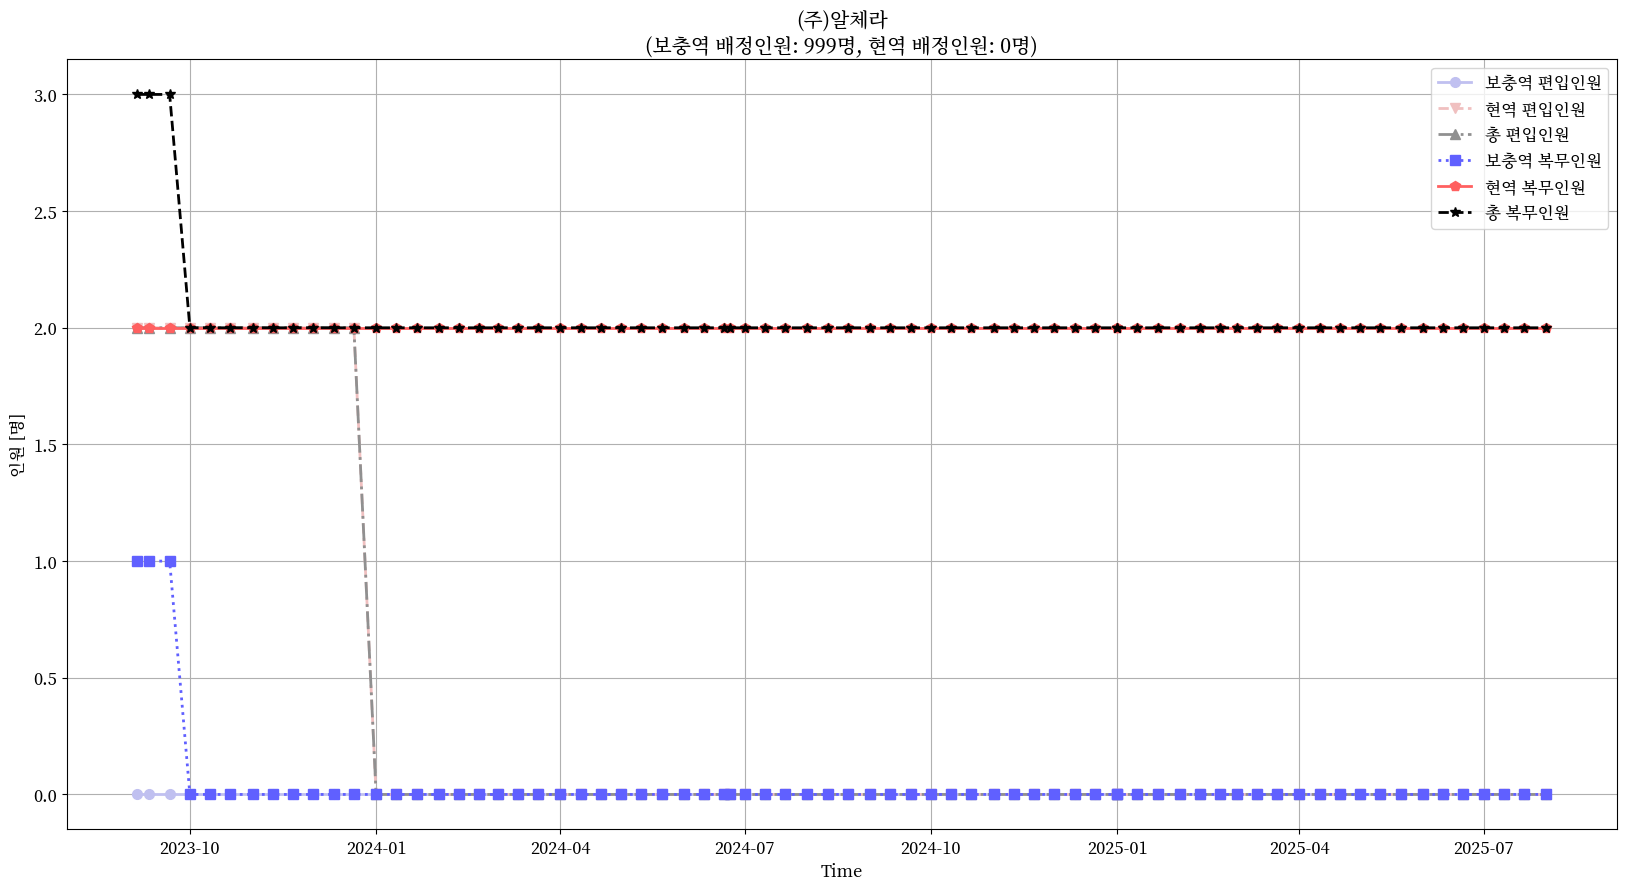 (주)알체라
(보충역 배정인원: 999명, 현역 배정인원: 0명)
보충역 편입인원
현역 편입인원
총 편입인원
보충역 복무인원
현역 복무인원
총 복무인원
인원 [명]
3.0
2.5
2.0
1.5
1.0
0.5
0.0
2023-10
2024-01
2024-04
2024-07
2024-10
2025-01
2025-04
2025-07
Time